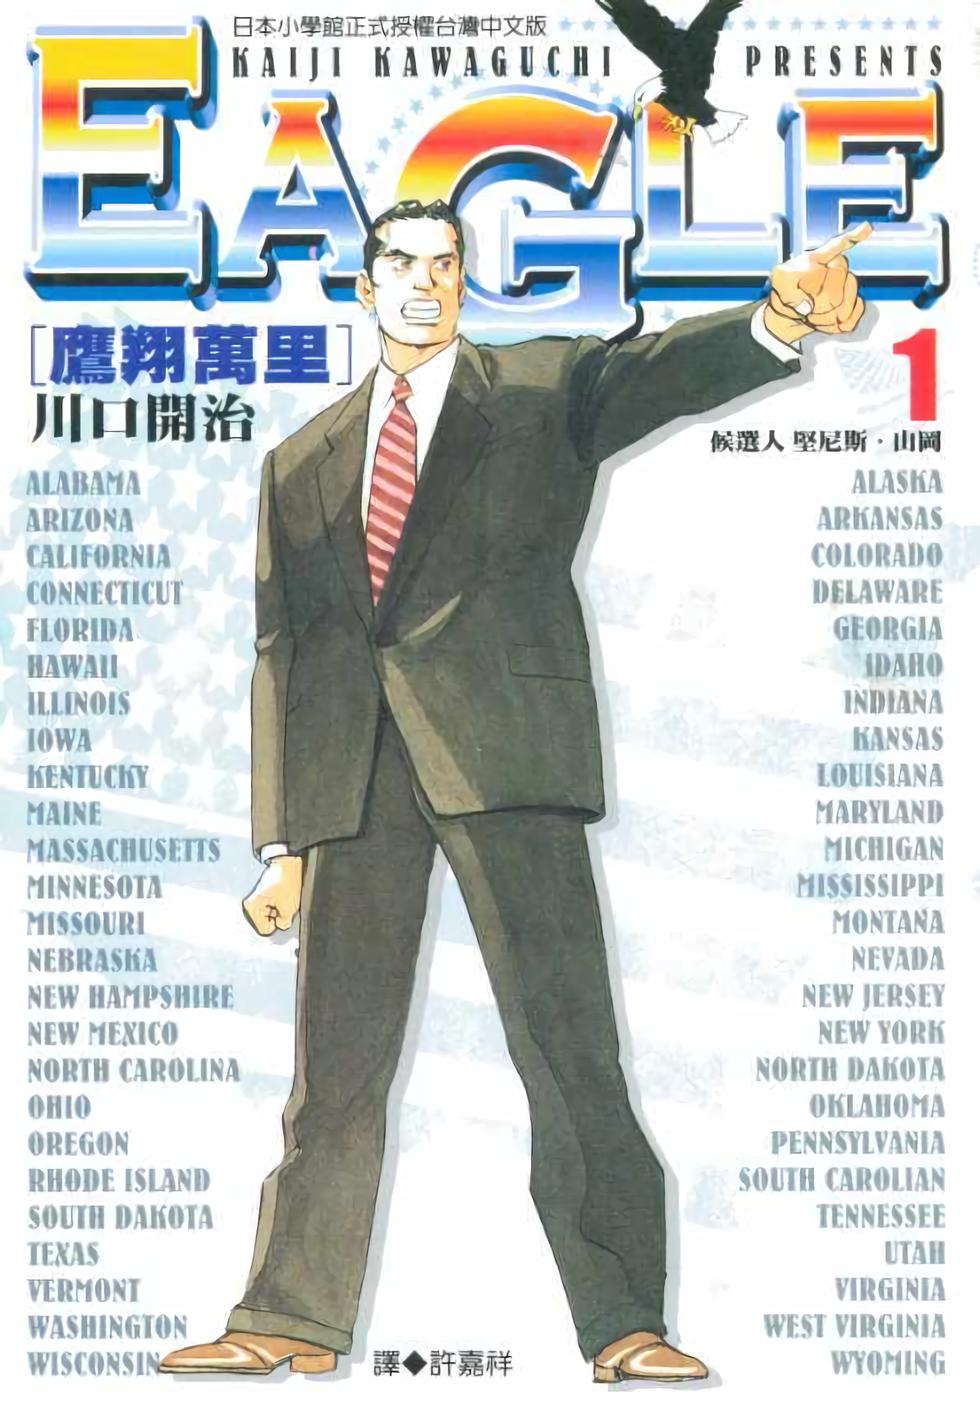 日本小學館正式授權台灣中文版
KAIJI KAWAGUCHI PRESENTS
EAGLE
[鷹翔萬里]
川口開治
1
候選人 堅尼斯・山岡
ALABAMA
ARIZONA
CALIFORNIA
CONNECTICUT
FLORIDA
HAWAII
ILLINOIS
IOWA
KENTUCKY
MAINE
MASSACHUSETTS
MINNESOTA
MISSOURI
NEBRASKA
NEW HAMPSHIRE
NEW MEXICO
NORTH CAROLINA
OHIO
OREGON
RHODE ISLAND
SOUTH DAKOTA
TEXAS
VERMONT
WASHINGTON
WISCONSIN
ALASKA
ARKANSAS
COLORADO
DELAWARE
GEORGIA
IDAHO
INDIANA
KANSAS
LOUISIANA
MARYLAND
MICHIGAN
MISSISSIPPI
MONTANA
NEVADA
NEW JERSEY
NEW YORK
NORTH DAKOTA
OKLAHOMA
PENNSYLVANIA
SOUTH CAROLIAN
TENNESSEE
UTAH
VIRGINIA
WEST VIRGINIA
WYOMING
譯◆許嘉祥